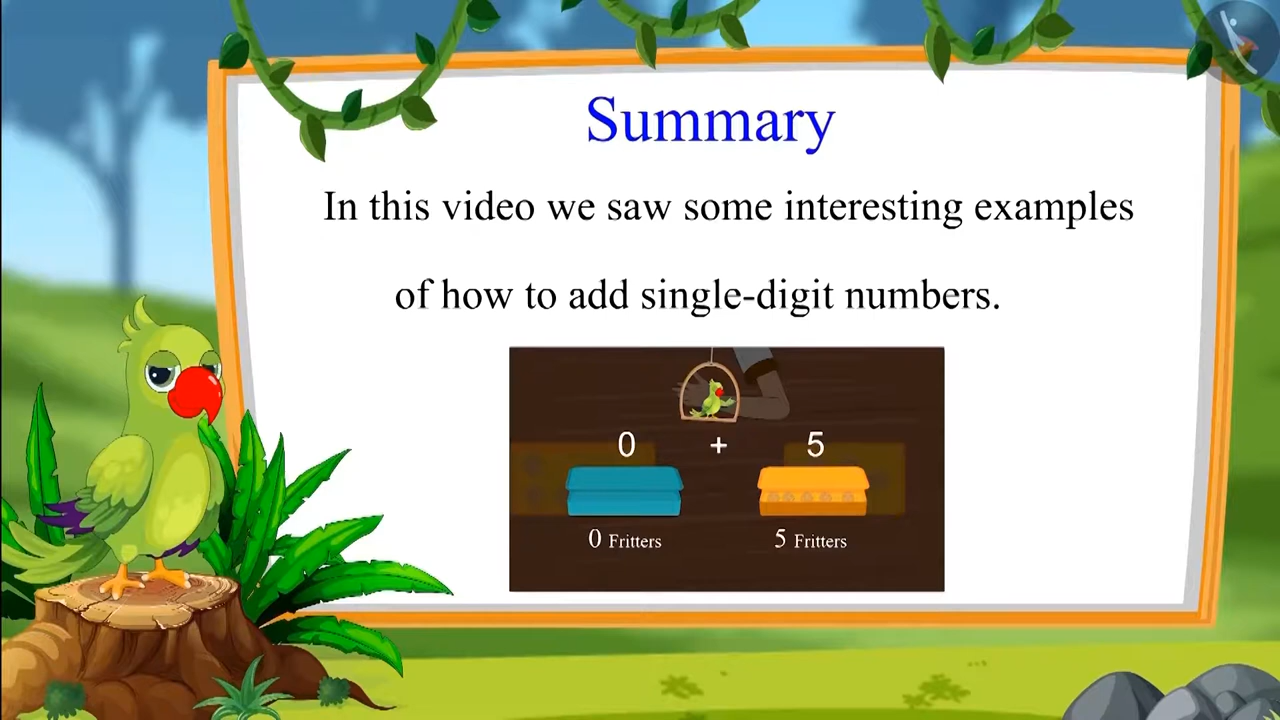 Summary
In this video we saw some interesting examples
of how to add single-digit numbers.
0 + 5
0 Fritters 5 Fritters